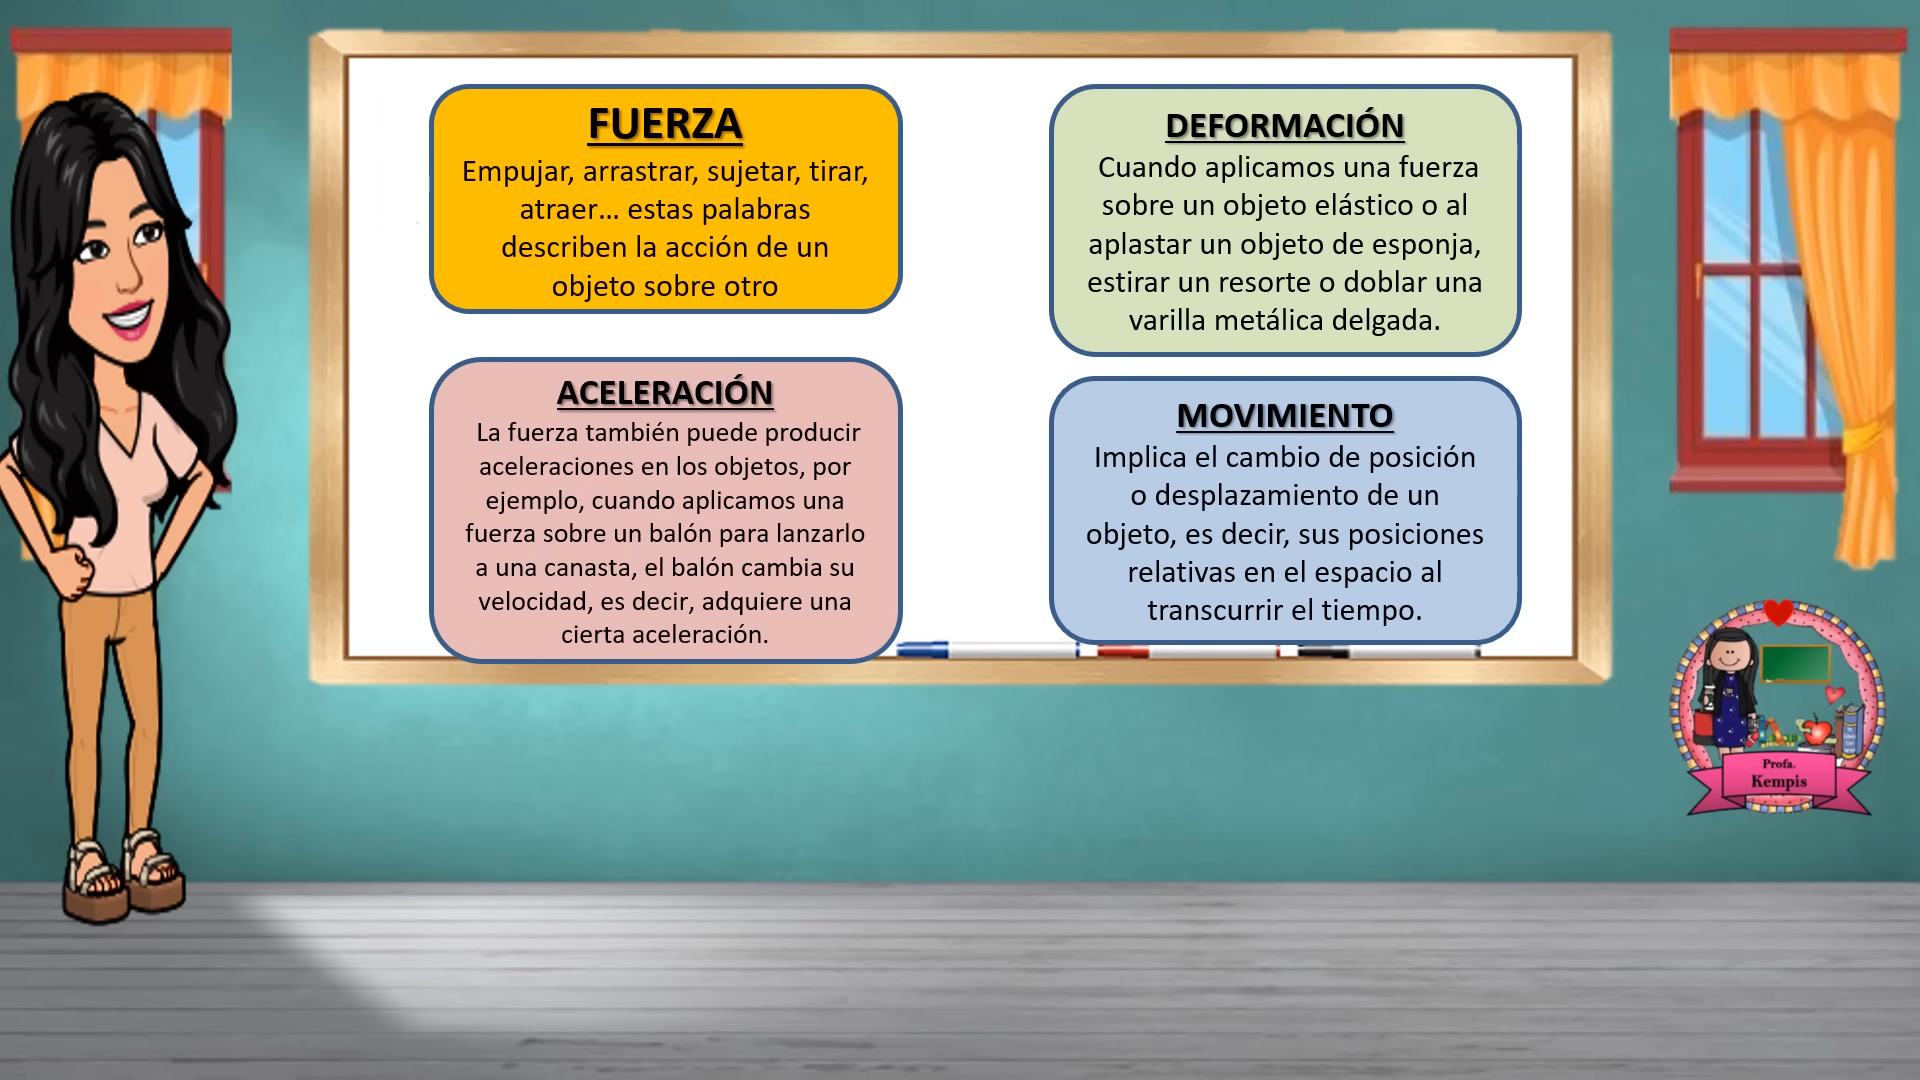 FUERZA
Empujar, arrastrar, sujetar, tirar,
atraer... estas palabras
describen la acción de un
objeto sobre otro
DEFORMACIÓN
Cuando aplicamos una fuerza
sobre un objeto elástico o al
aplastar un objeto de esponja,
estirar un resorte o doblar una
varilla metálica delgada.
ACELERACIÓN
La fuerza también puede producir
aceleraciones en los objetos, por
ejemplo, cuando aplicamos una
fuerza sobre un balón para lanzarlo
a una canasta, el balón cambia su
velocidad, es decir, adquiere una
cierta aceleración.
MOVIMIENTO
Implica el cambio de posición
o desplazamiento de un
objeto, es decir, sus posiciones
relativas en el espacio al
transcurrir el tiempo.
Profa.
Kempis